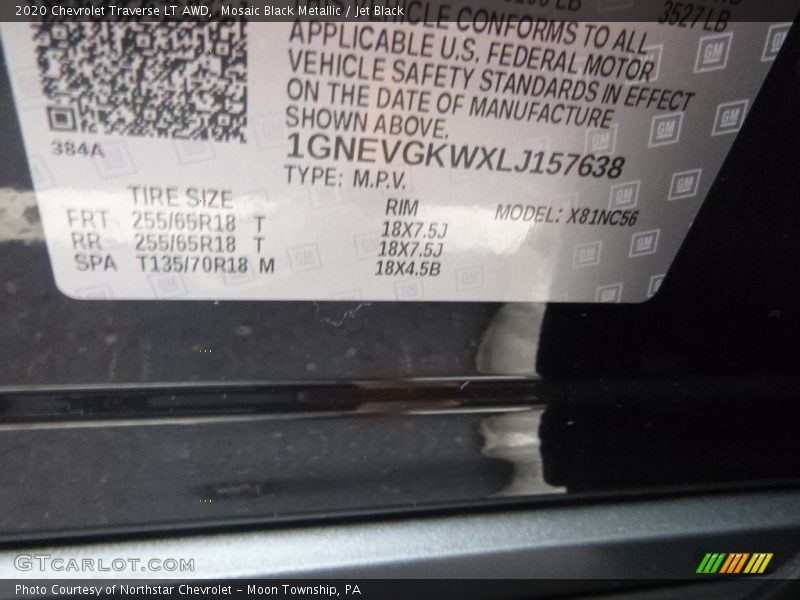 2020 Chevrolet Traverse LT AWD, Mosaic Black Metallic / Jet Black
3527 LB
VEHICLE CONFORMS TO ALL
APPLICABLE U.S. FEDERAL MOTOR
VEHICLE SAFETY STANDARDS IN EFFECT
ON THE DATE OF MANUFACTURE
SHOWN ABOVE.
384A
1GNEVGKWXLJ157638
TYPE: M.P.V.
TIRE SIZE RIM MODEL: X81NC56
FRT 255/65R18 T 18X7.5J
RR 255/65R18 T 18X7.5J
SPA T135/70R18 M 18X4.5B
GM
GTCARLOT.COM
Photo Courtesy of Northstar Chevrolet - Moon Township, PA